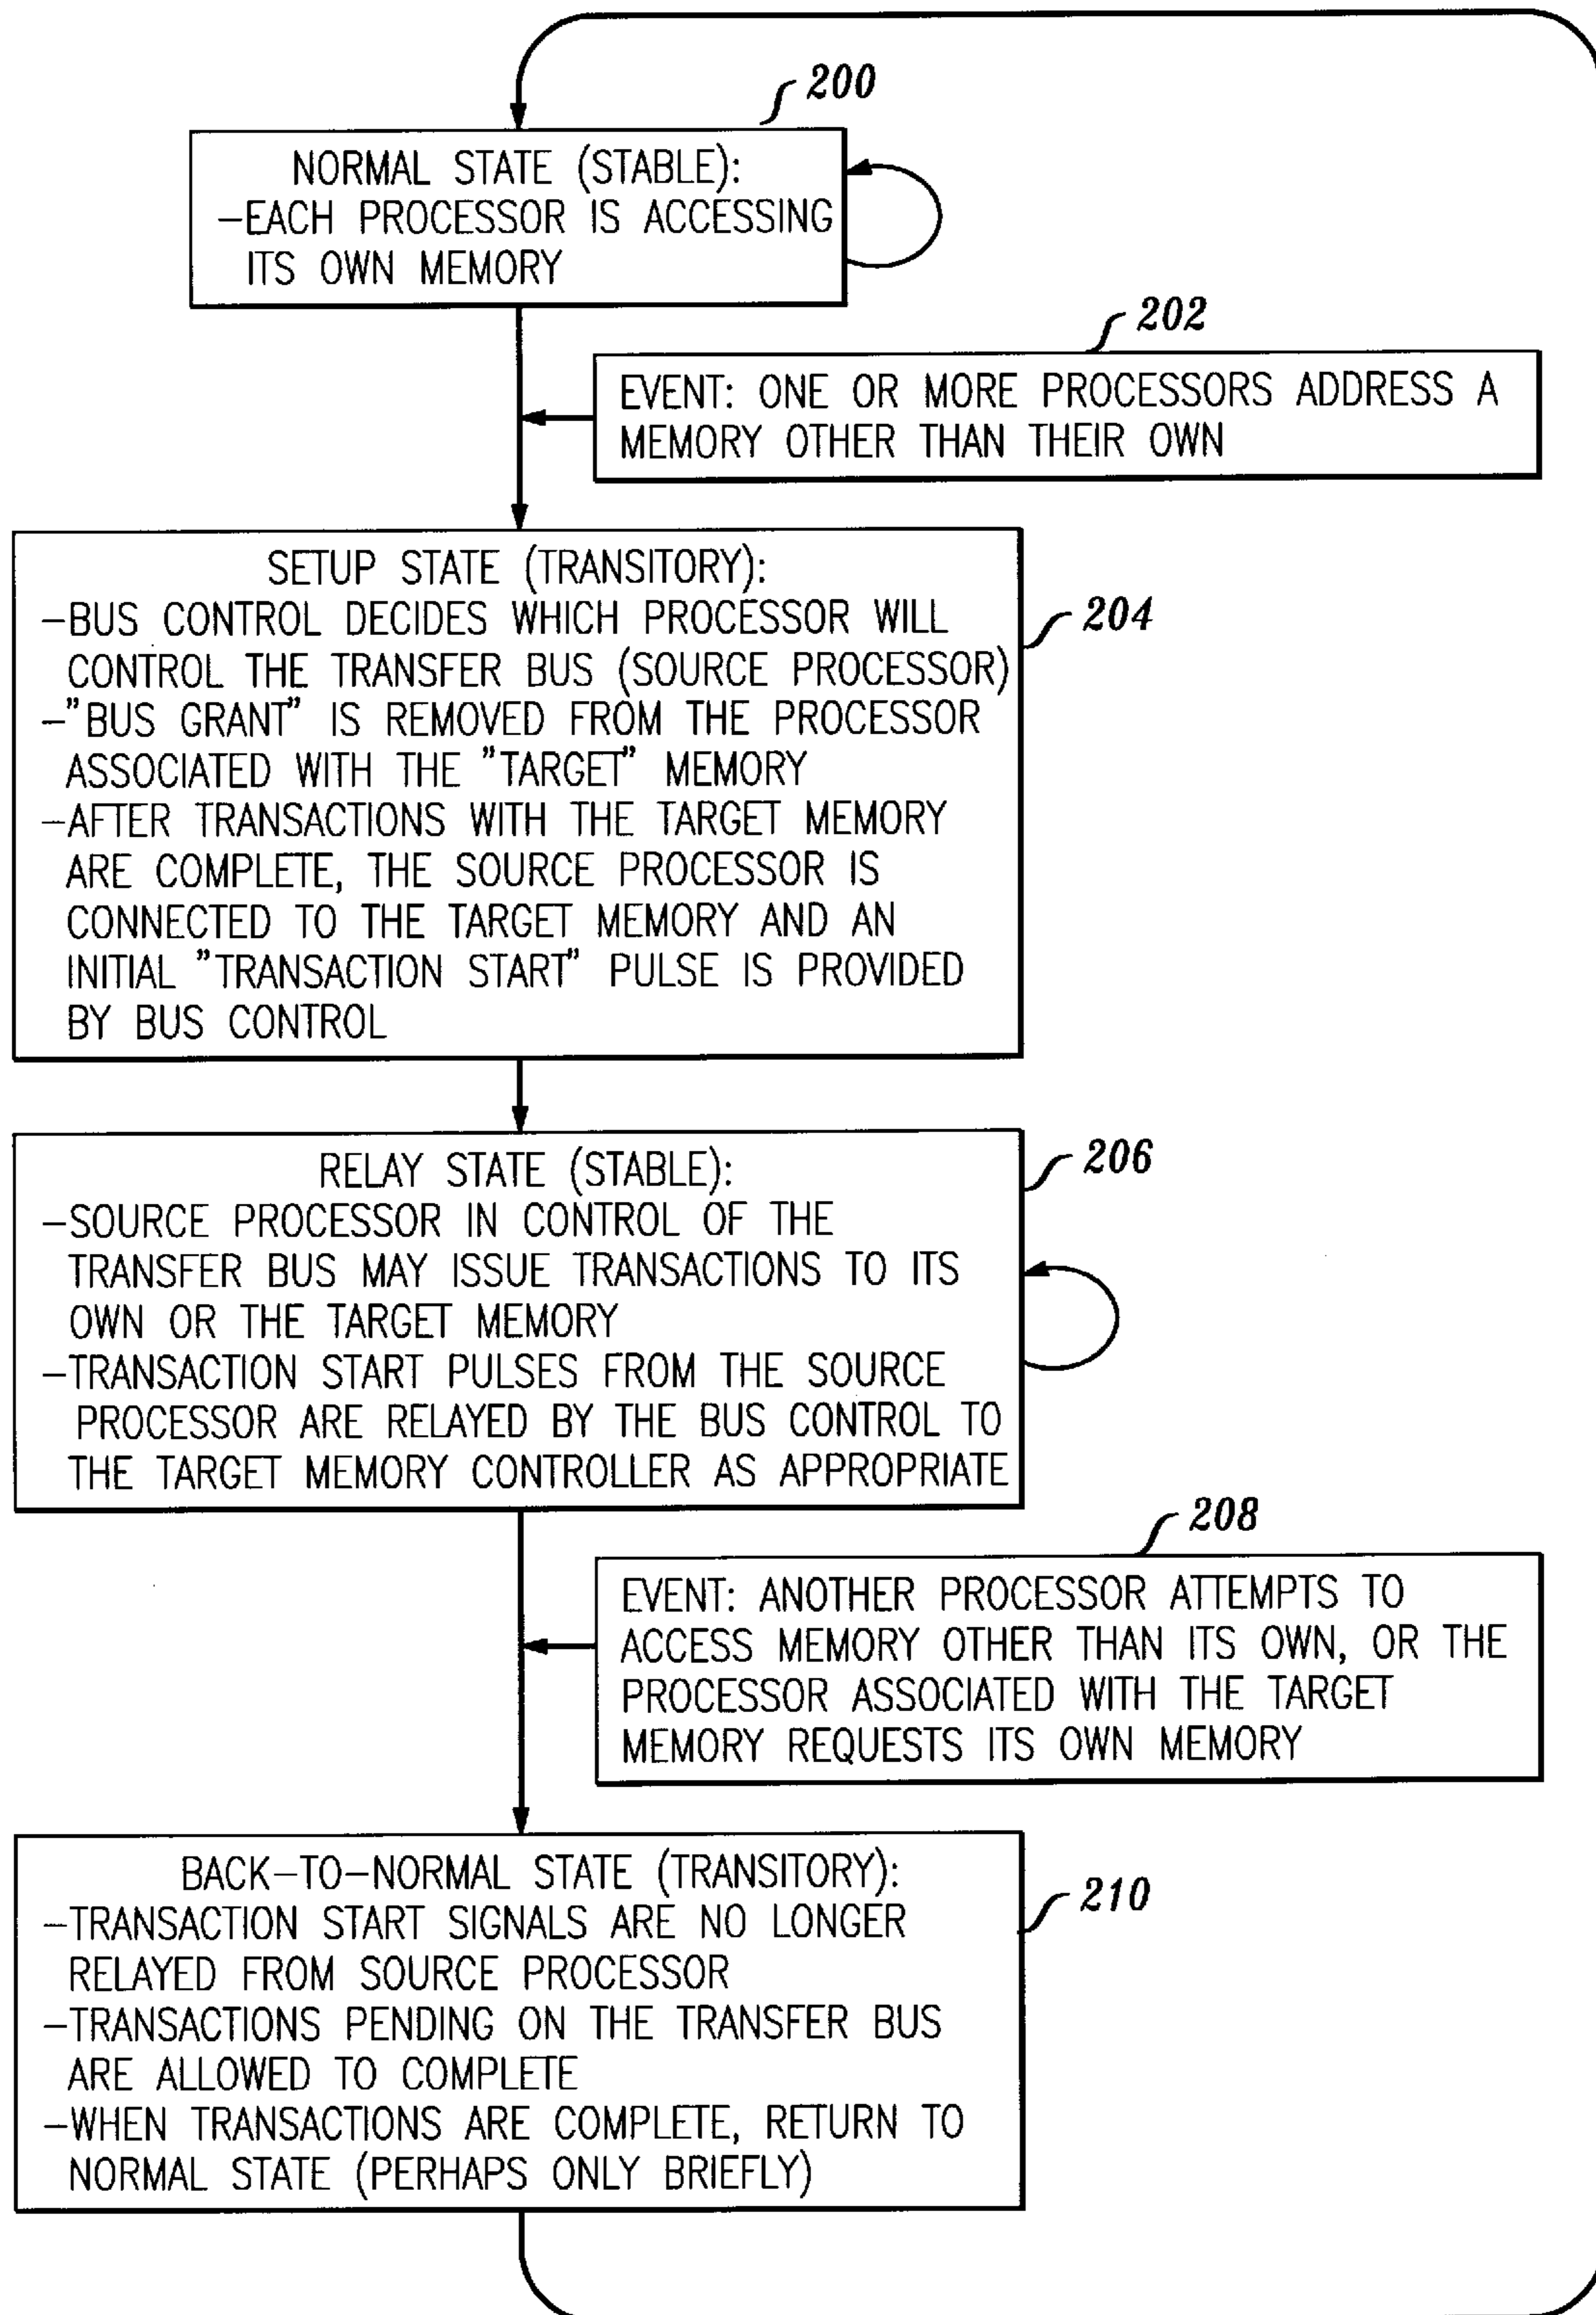 200
NORMAL STATE (STABLE):
-EACH PROCESSOR IS ACCESSING
ITS OWN MEMORY
202
EVENT: ONE OR MORE PROCESSORS ADDRESS A
MEMORY OTHER THAN THEIR OWN
SETUP STATE (TRANSITORY):
-BUS CONTROL DECIDES WHICH PROCESSOR WILL
CONTROL THE TRANSFER BUS (SOURCE PROCESSOR)
-"BUS GRANT" IS REMOVED FROM THE PROCESSOR
ASSOCIATED WITH THE "TARGET" MEMORY
-AFTER TRANSACTIONS WITH THE TARGET MEMORY
ARE COMPLETE, THE SOURCE PROCESSOR IS
CONNECTED TO THE TARGET MEMORY AND AN
INITIAL "TRANSACTION START" PULSE IS PROVIDED
BY BUS CONTROL
204
RELAY STATE (STABLE):
-SOURCE PROCESSOR IN CONTROL OF THE
TRANSFER BUS MAY ISSUE TRANSACTIONS TO ITS
OWN OR THE TARGET MEMORY
-TRANSACTION START PULSES FROM THE SOURCE
PROCESSOR ARE RELAYED BY THE BUS CONTROL TO
THE TARGET MEMORY CONTROLLER AS APPROPRIATE
206
208
EVENT: ANOTHER PROCESSOR ATTEMPTS TO
ACCESS MEMORY OTHER THAN ITS OWN, OR THE
PROCESSOR ASSOCIATED WITH THE TARGET
MEMORY REQUESTS ITS OWN MEMORY
BACK-TO-NORMAL STATE (TRANSITORY):
-TRANSACTION START SIGNALS ARE NO LONGER
RELAYED FROM SOURCE PROCESSOR
-TRANSACTIONS PENDING ON THE TRANSFER BUS
ARE ALLOWED TO COMPLETE
-WHEN TRANSACTIONS ARE COMPLETE, RETURN TO
NORMAL STATE (PERHAPS ONLY BRIEFLY)
210